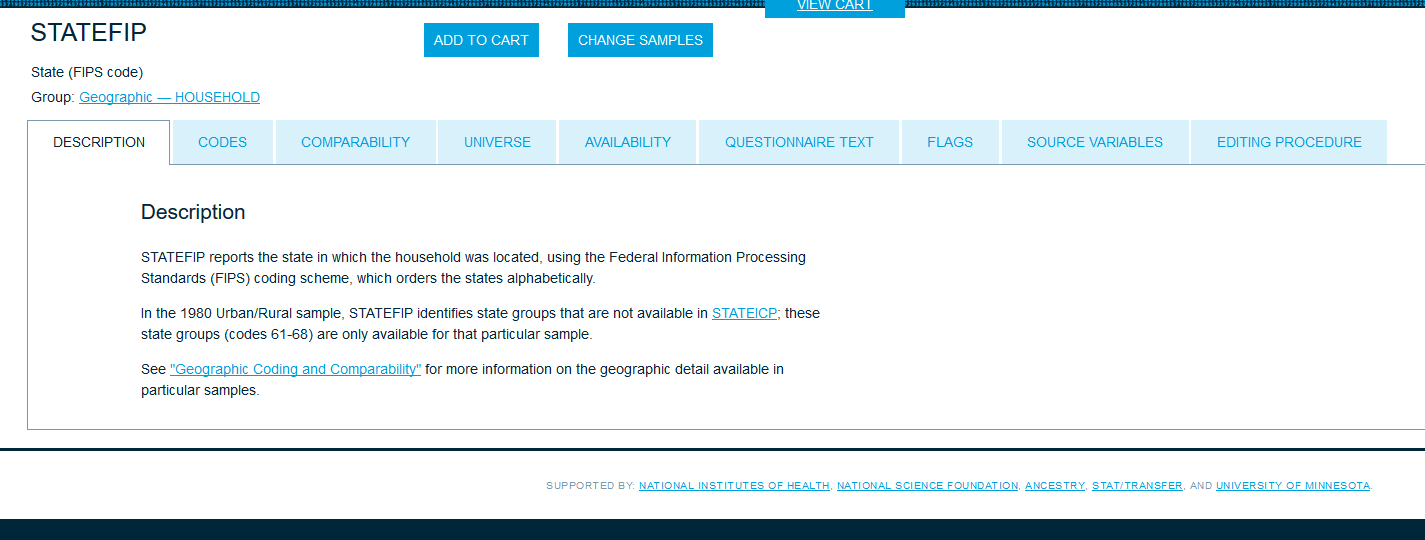 VIEW CART
STATEFIP
ADD TO CART
CHANGE SAMPLES
State (FIPS code)
Group: Geographic — HOUSEHOLD
DESCRIPTION
CODES
COMPARABILITY
UNIVERSE
AVAILABILITY
QUESTIONNAIRE TEXT
FLAGS
SOURCE VARIABLES
EDITING PROCEDURE
Description
STATEFIP reports the state in which the household was located, using the Federal Information Processing
Standards (FIPS) coding scheme, which orders the states alphabetically.
In the 1980 Urban/Rural sample, STATEFIP identifies state groups that are not available in STATEICP; these
state groups (codes 61-68) are only available for that particular sample.
See "Geographic Coding and Comparability" for more information on the geographic detail available in
particular samples.
SUPPORTED BY: NATIONAL INSTITUTES OF HEALTH, NATIONAL SCIENCE FOUNDATION, ANCESTRY, STAT/TRANSFER, AND UNIVERSITY OF MINNESOTA.